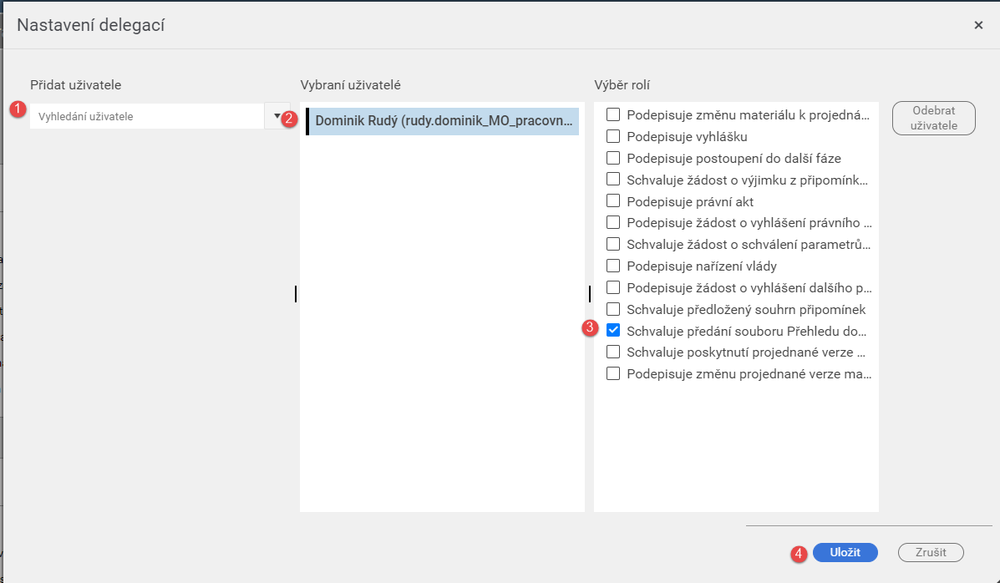 Nastavení delegací
×
Přidat uživatele
1
Vyhledání uživatele
Vybraní uživatelé
2
Dominik Rudý (rudy.dominik_MO_pracovn...
Výběr rolí
Podepisuje změnu materiálu k projedná...
Podepisuje vyhlášku
Podepisuje postoupení do další fáze
Schvaluje žádost o výjimku z připomínk...
Podepisuje právní akt
Podepisuje žádost o vyhlášení právního ...
Schvaluje žádost o schválení parametrů...
Podepisuje nařízení vlády
Podepisuje žádost o vyhlášení dalšího p...
Schvaluje předložený souhrn připomínek
3
Schvaluje předání souboru Přehledu do...
Schvaluje poskytnutí projednané verze ...
Podepisuje změnu projednané verze ma...
Odebrat
uživatele
4
Uložit
Zrušit